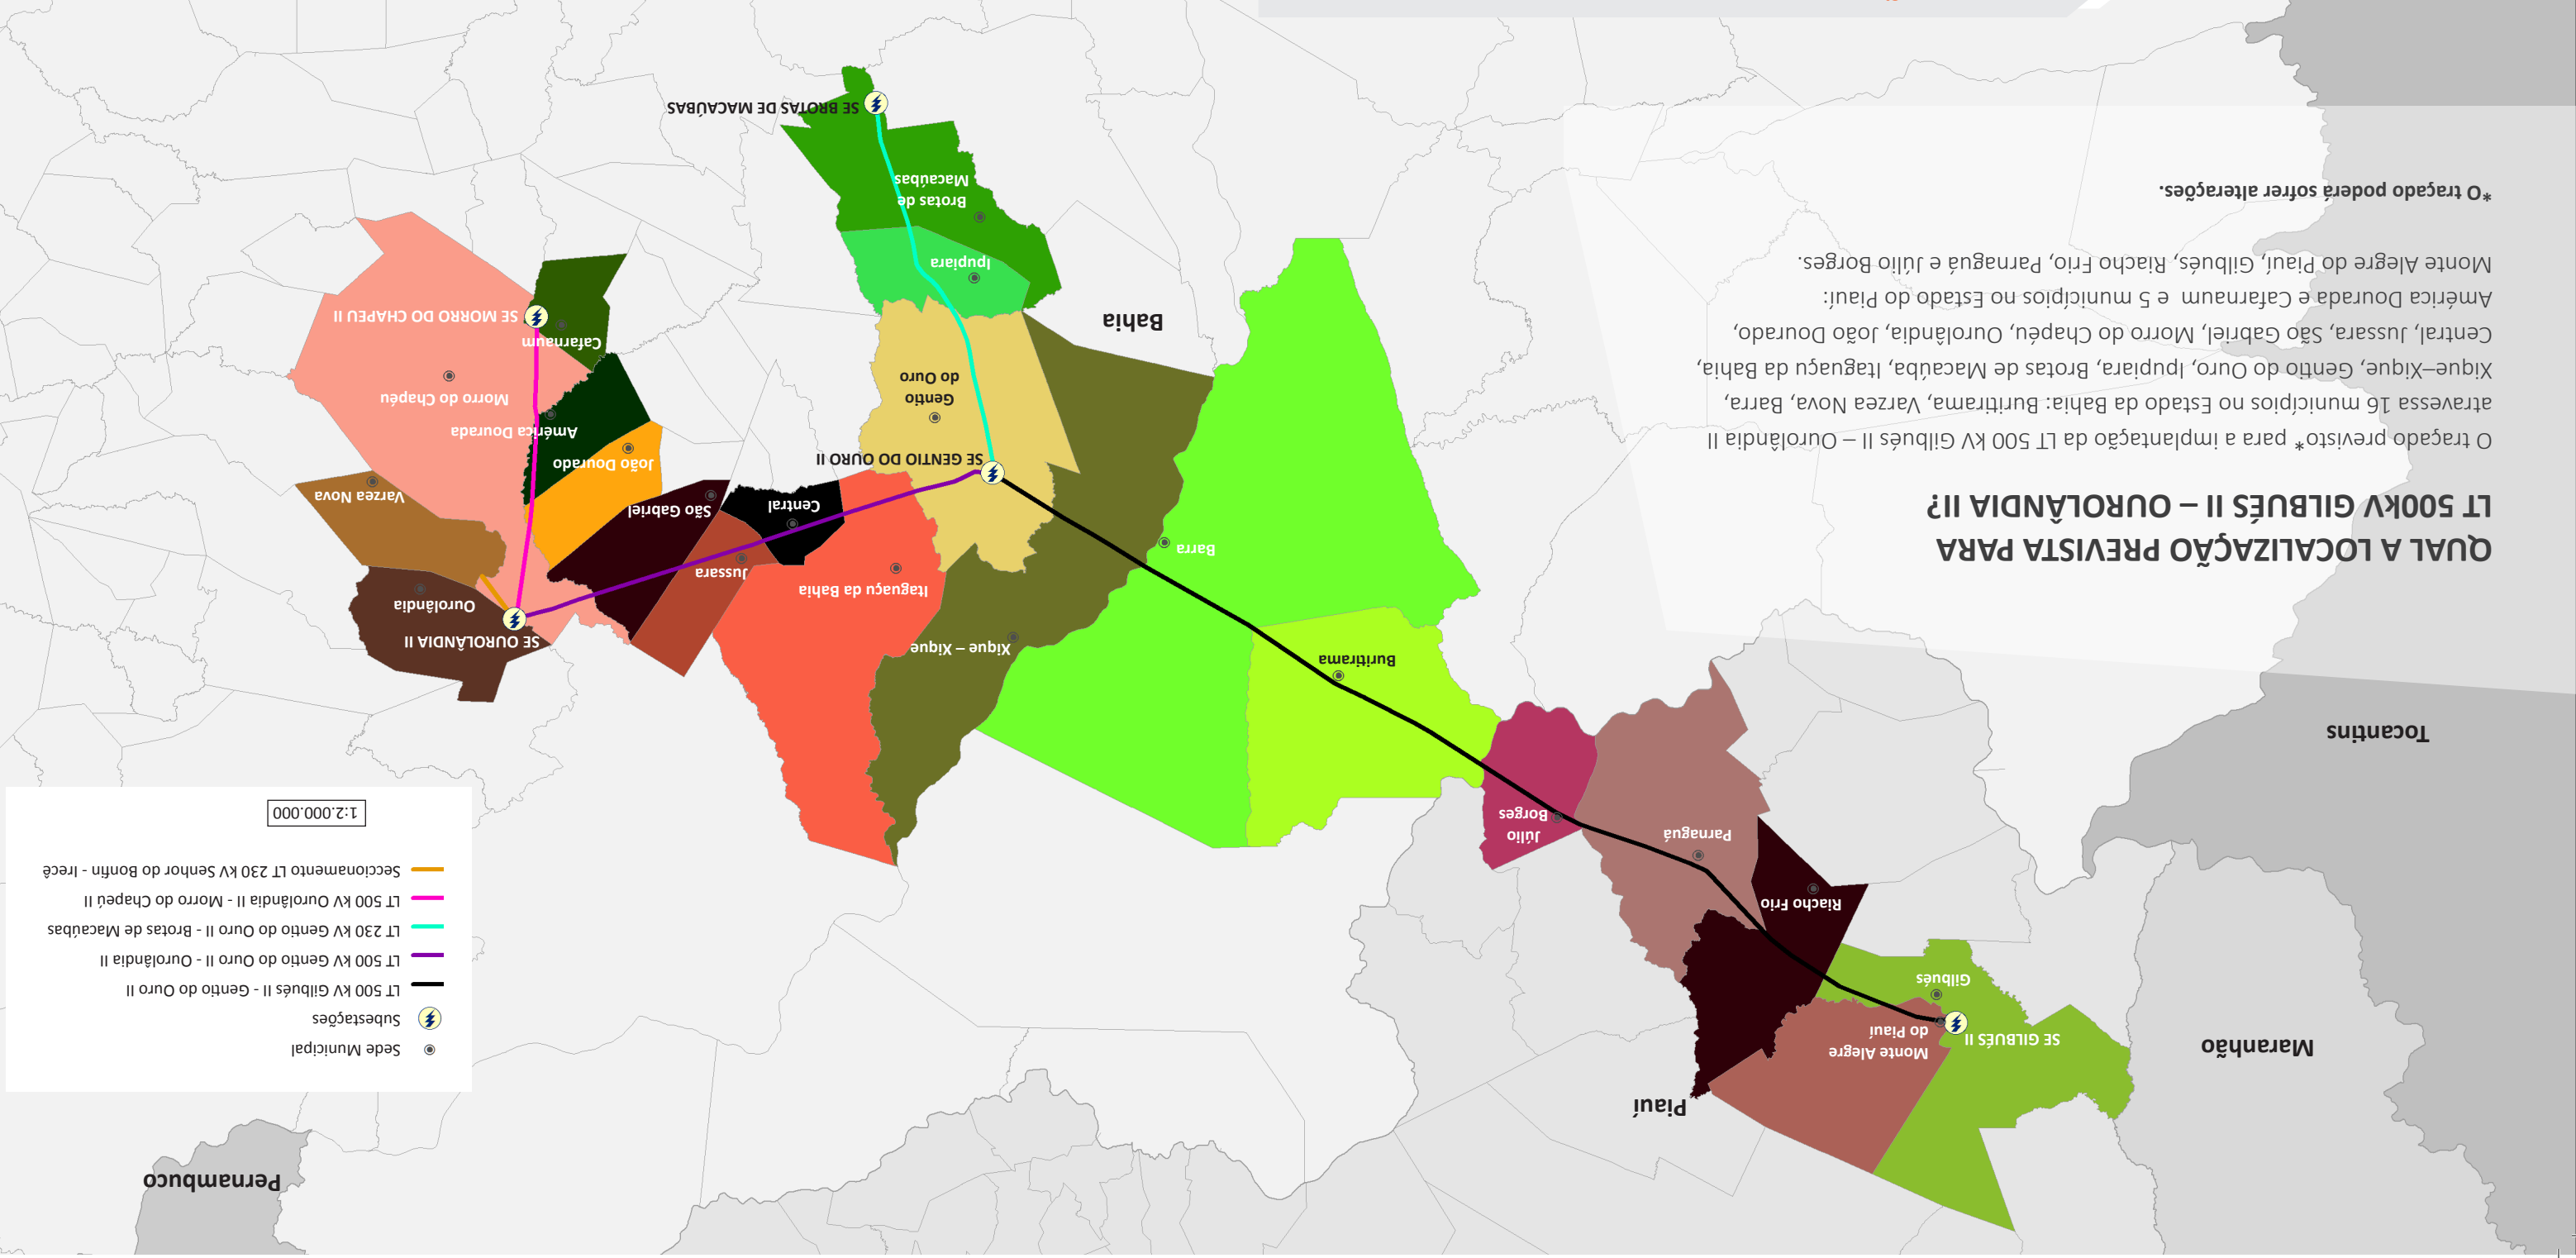 Pernambuco
Piauí
Maranhão
Tocantins
Bahia
Sede Municipal
Subestações
LT 500 kV Gilbués II - Gentio do Ouro II
LT 500 kV Gentio do Ouro II - Ourolândia II
LT 230 kV Gentio do Ouro II - Brotas de Macaúbas
LT 500 kV Ourolândia II - Morro do Chapeú II
Seccionamento LT 230 kV Senhor do Bonfin - Irecê
1:2.000.000
SE GILBUÉS II
Monte Alegre
do Piauí
Gilbués
Riacho Frio
Parnaguá
Júlio
Borges
Buritirama
Barra
Xique – Xique
Itaguaçu da Bahia
Jussara
Central
São Gabriel
SE OUROLÂNDIA II
Ourolândia
Varzea Nova
João Dourado
América Dourada
Morro do Chapéu
Cafarnaum
SE MORRO DO CHAPEU II
SE GENTIO DO OURO II
Gentio
do Ouro
Ipupiara
Brotas de
Macaúbas
SE BROTAS DE MACAÚBAS
QUAL A LOCALIZAÇÃO PREVISTA PARA
LT 500kV GILBUÉS II – OUROLÂNDIA II?
O traçado previsto* para a implantação da LT 500 kV Gilbués II – Ourolândia II
atravessa 16 municípios no Estado da Bahia: Buritirama, Varzea Nova, Barra,
Xique–Xique, Gentio do Ouro, Ipupiara, Brotas de Macaúba, Itaguaçu da Bahia,
Central, Jussara, São Gabriel, Morro do Chapéu, Ourolândia, João Dourado,
América Dourada e Cafarnaum e 5 municípios no Estado do Piauí:
Monte Alegre do Piauí, Gilbués, Riacho Frio, Parnaguá e Júlio Borges.
*O traçado poderá sofrer alterações.